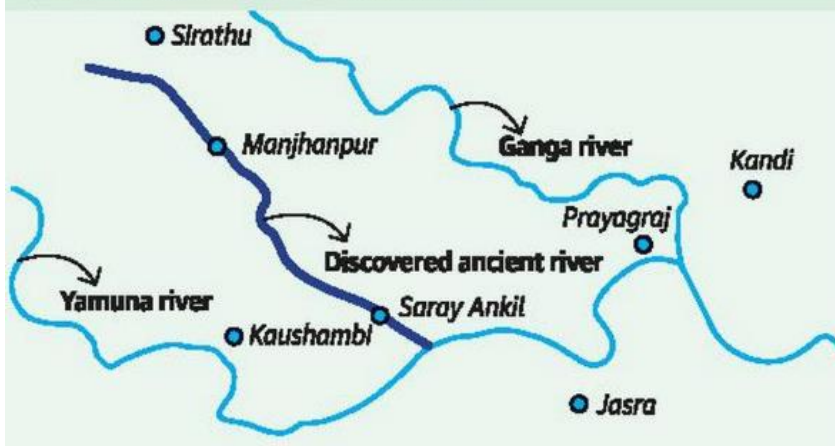 Sirathu
Manjhanpur
Ganga river
Kandi
Prayagraj
Discovered ancient river
Yamuna river
Saray Ankil
Kaushambi
Jasra